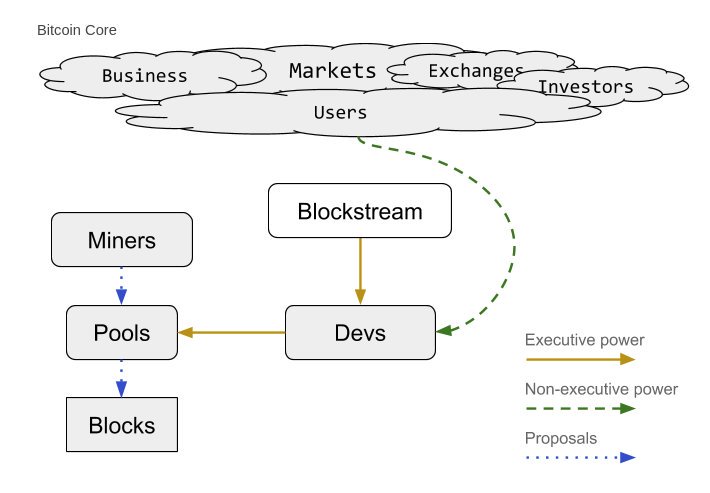 Bitcoin Core
Business
Markets
Exchanges
Investors
Users
Blockstream
Miners
Pools
Devs
Blocks
Executive power
Non-executive power
Proposals